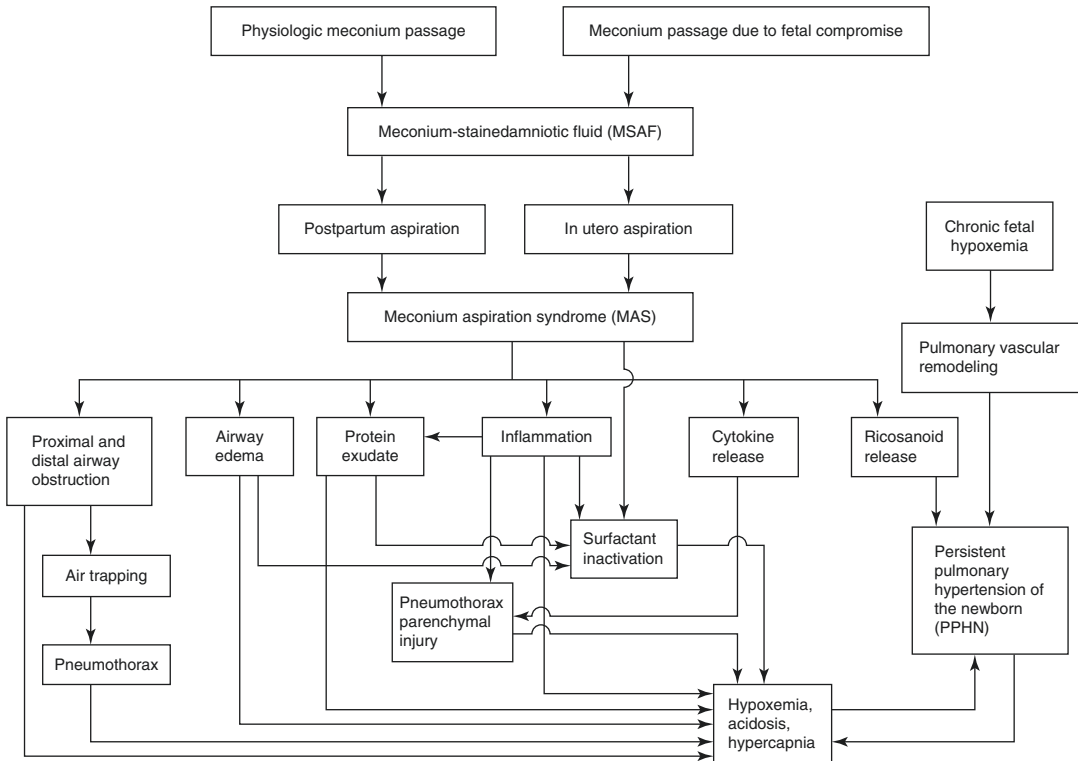 Physiologic meconium passage
Meconium passage due to fetal compromise
Meconium-stainedamniotic fluid (MSAF)
Postpartum aspiration
In utero aspiration
Chronic fetal
hypoxemia
Meconium aspiration syndrome (MAS)
Pulmonary vascular
remodeling
Proximal and
distal airway
obstruction
Airway
edema
Protein
exudate
Inflammation
Cytokine
release
Ricosanoid
release
Surfactant
inactivation
Air trapping
Pneumothorax
parenchymal
injury
Persistent
pulmonary
hypertension of
the newborn
(PPHN)
Pneumothorax
Hypoxemia,
acidosis,
hypercapnia